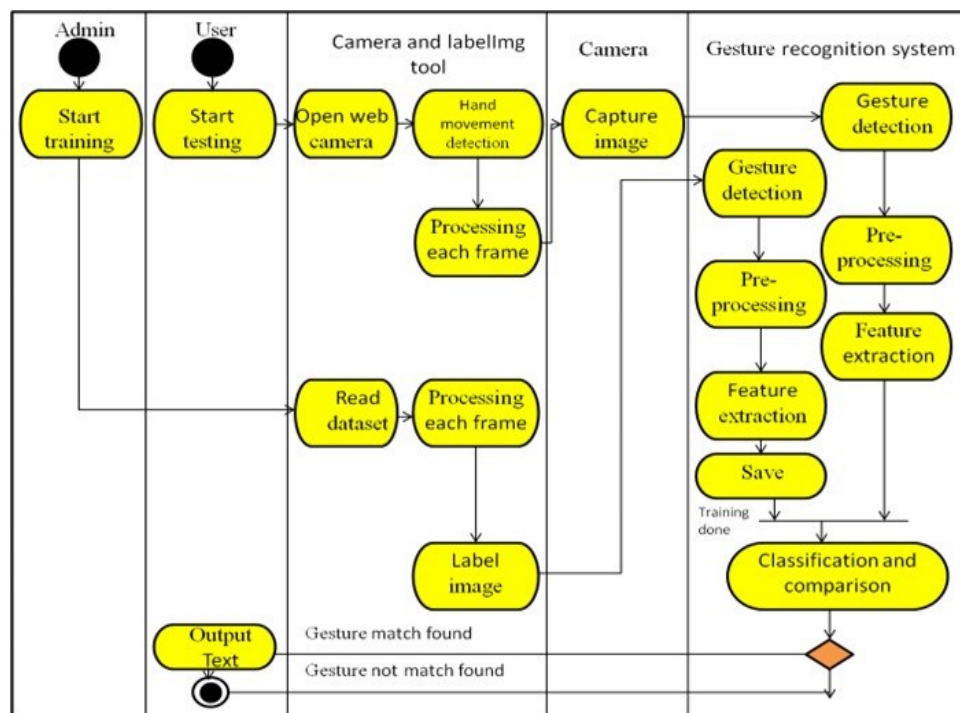 Admin
User
Camera and labelImg
tool
Camera
Gesture recognition system
Start
training
Start
testing
Open web
camera
Hand
movement
detection
Capture
image
Gesture
detection
Gesture
detection
Processing
each frame
Pre-
processing
Pre-
processing
Feature
extraction
Read
dataset
Processing
each frame
Feature
extraction
Save
Training
done
Label
image
Classification and
comparison
Output
Text
Gesture match found
Gesture not match found